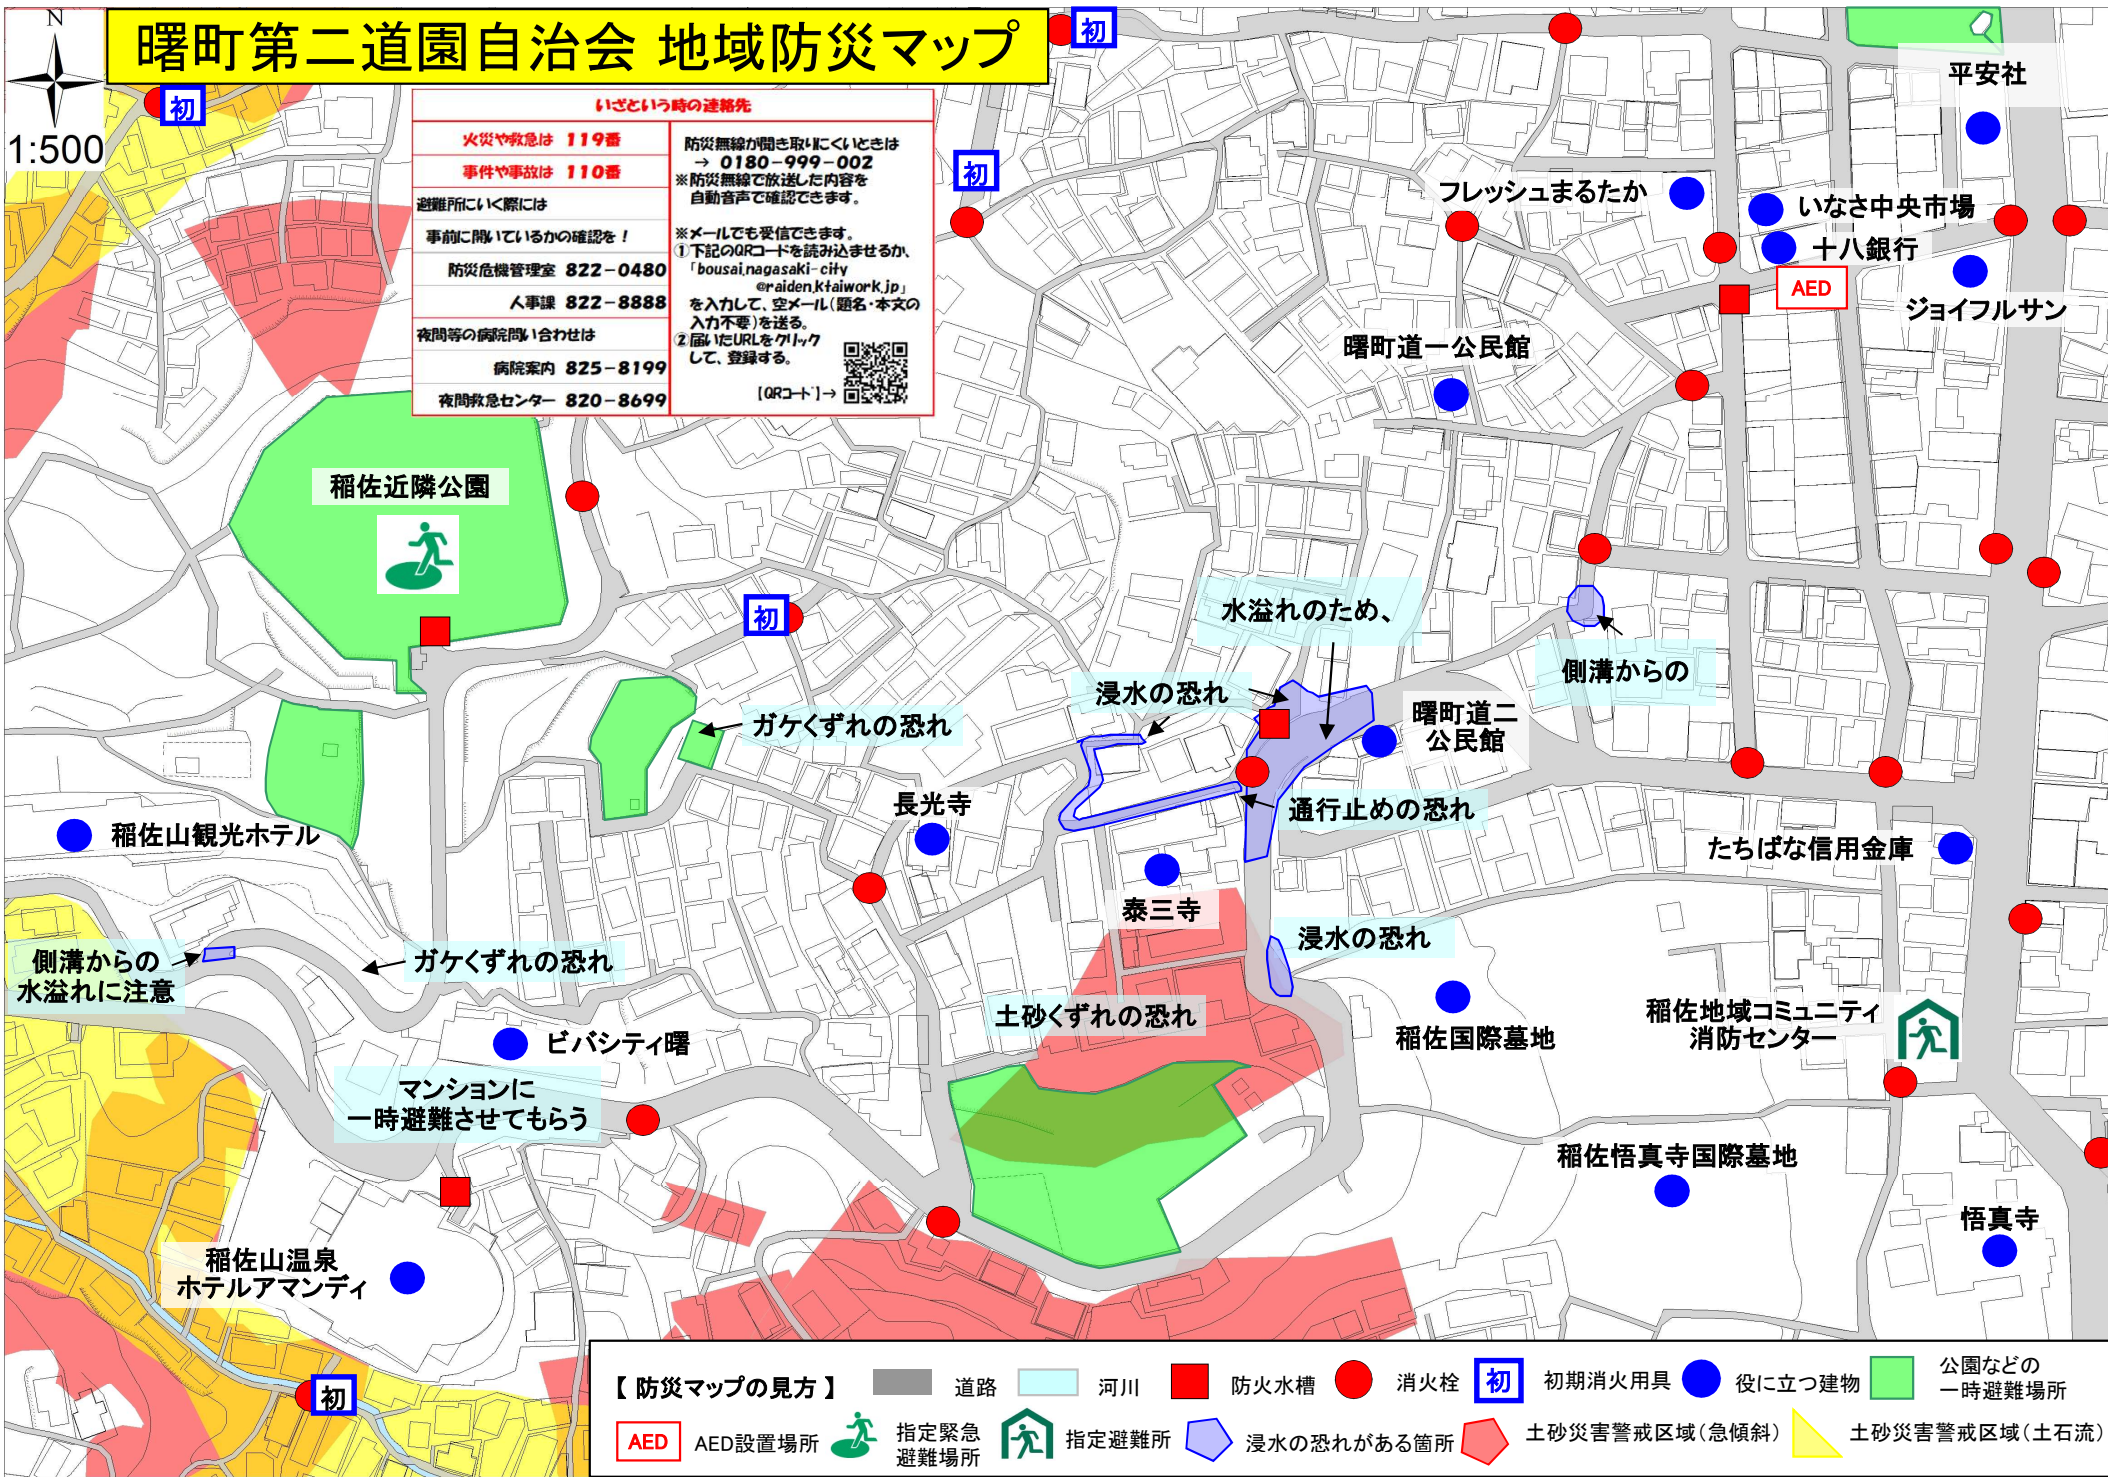 N
1:500
曙町第二道園自治会 地域防災マップ
初
初
初
いざという時の連絡先
火災や救急は 119番
事件や事故は 110番
避難所にいく際には
事前に開いているかの確認を！
防災危機管理室 822-0480
人事課 822-8888
夜間等の病院問い合わせは
病院案内 825-8199
夜間救急センター 820-8699
防災無線が聞き取りにくいときは
→ 0180-999-002
※防災無線で放送した内容を
自動音声で確認できます。
※メールでも受信できます。
①下記のQRコードを読み込ませるか、
「bousai.nagasaki-city
@raiden.ktaiwork.jp」
を入力して、空メール（題名・本文の
入力不要）を送る。
②届いたURLをクリック
して、登録する。
【QRコード】→
平安社
フレッシュまるたか
いなさ中央市場
十八銀行
AED
ジョイフルサン
曙町道一公民館
稲佐近隣公園
初
水溢れのため、
側溝からの
浸水の恐れ
ガケくずれの恐れ
曙町道二
公民館
長光寺
通行止めの恐れ
稲佐山観光ホテル
たちばな信用金庫
泰三寺
浸水の恐れ
側溝からの
水溢れに注意
ガケくずれの恐れ
土砂くずれの恐れ
ビバシティ曙
稲佐国際墓地
稲佐地域コミュニティ
消防センター
マンションに
一時避難させてもらう
稲佐悟真寺国際墓地
悟真寺
稲佐山温泉
ホテルアマンディ
初
【 防災マップの見方 】
道路
河川
防火水槽
消火栓
初
初期消火用具
役に立つ建物
公園などの
一時避難場所
AED
AED設置場所
指定緊急
避難場所
指定避難所
浸水の恐れがある箇所
土砂災害警戒区域（急傾斜）
土砂災害警戒区域（土石流）